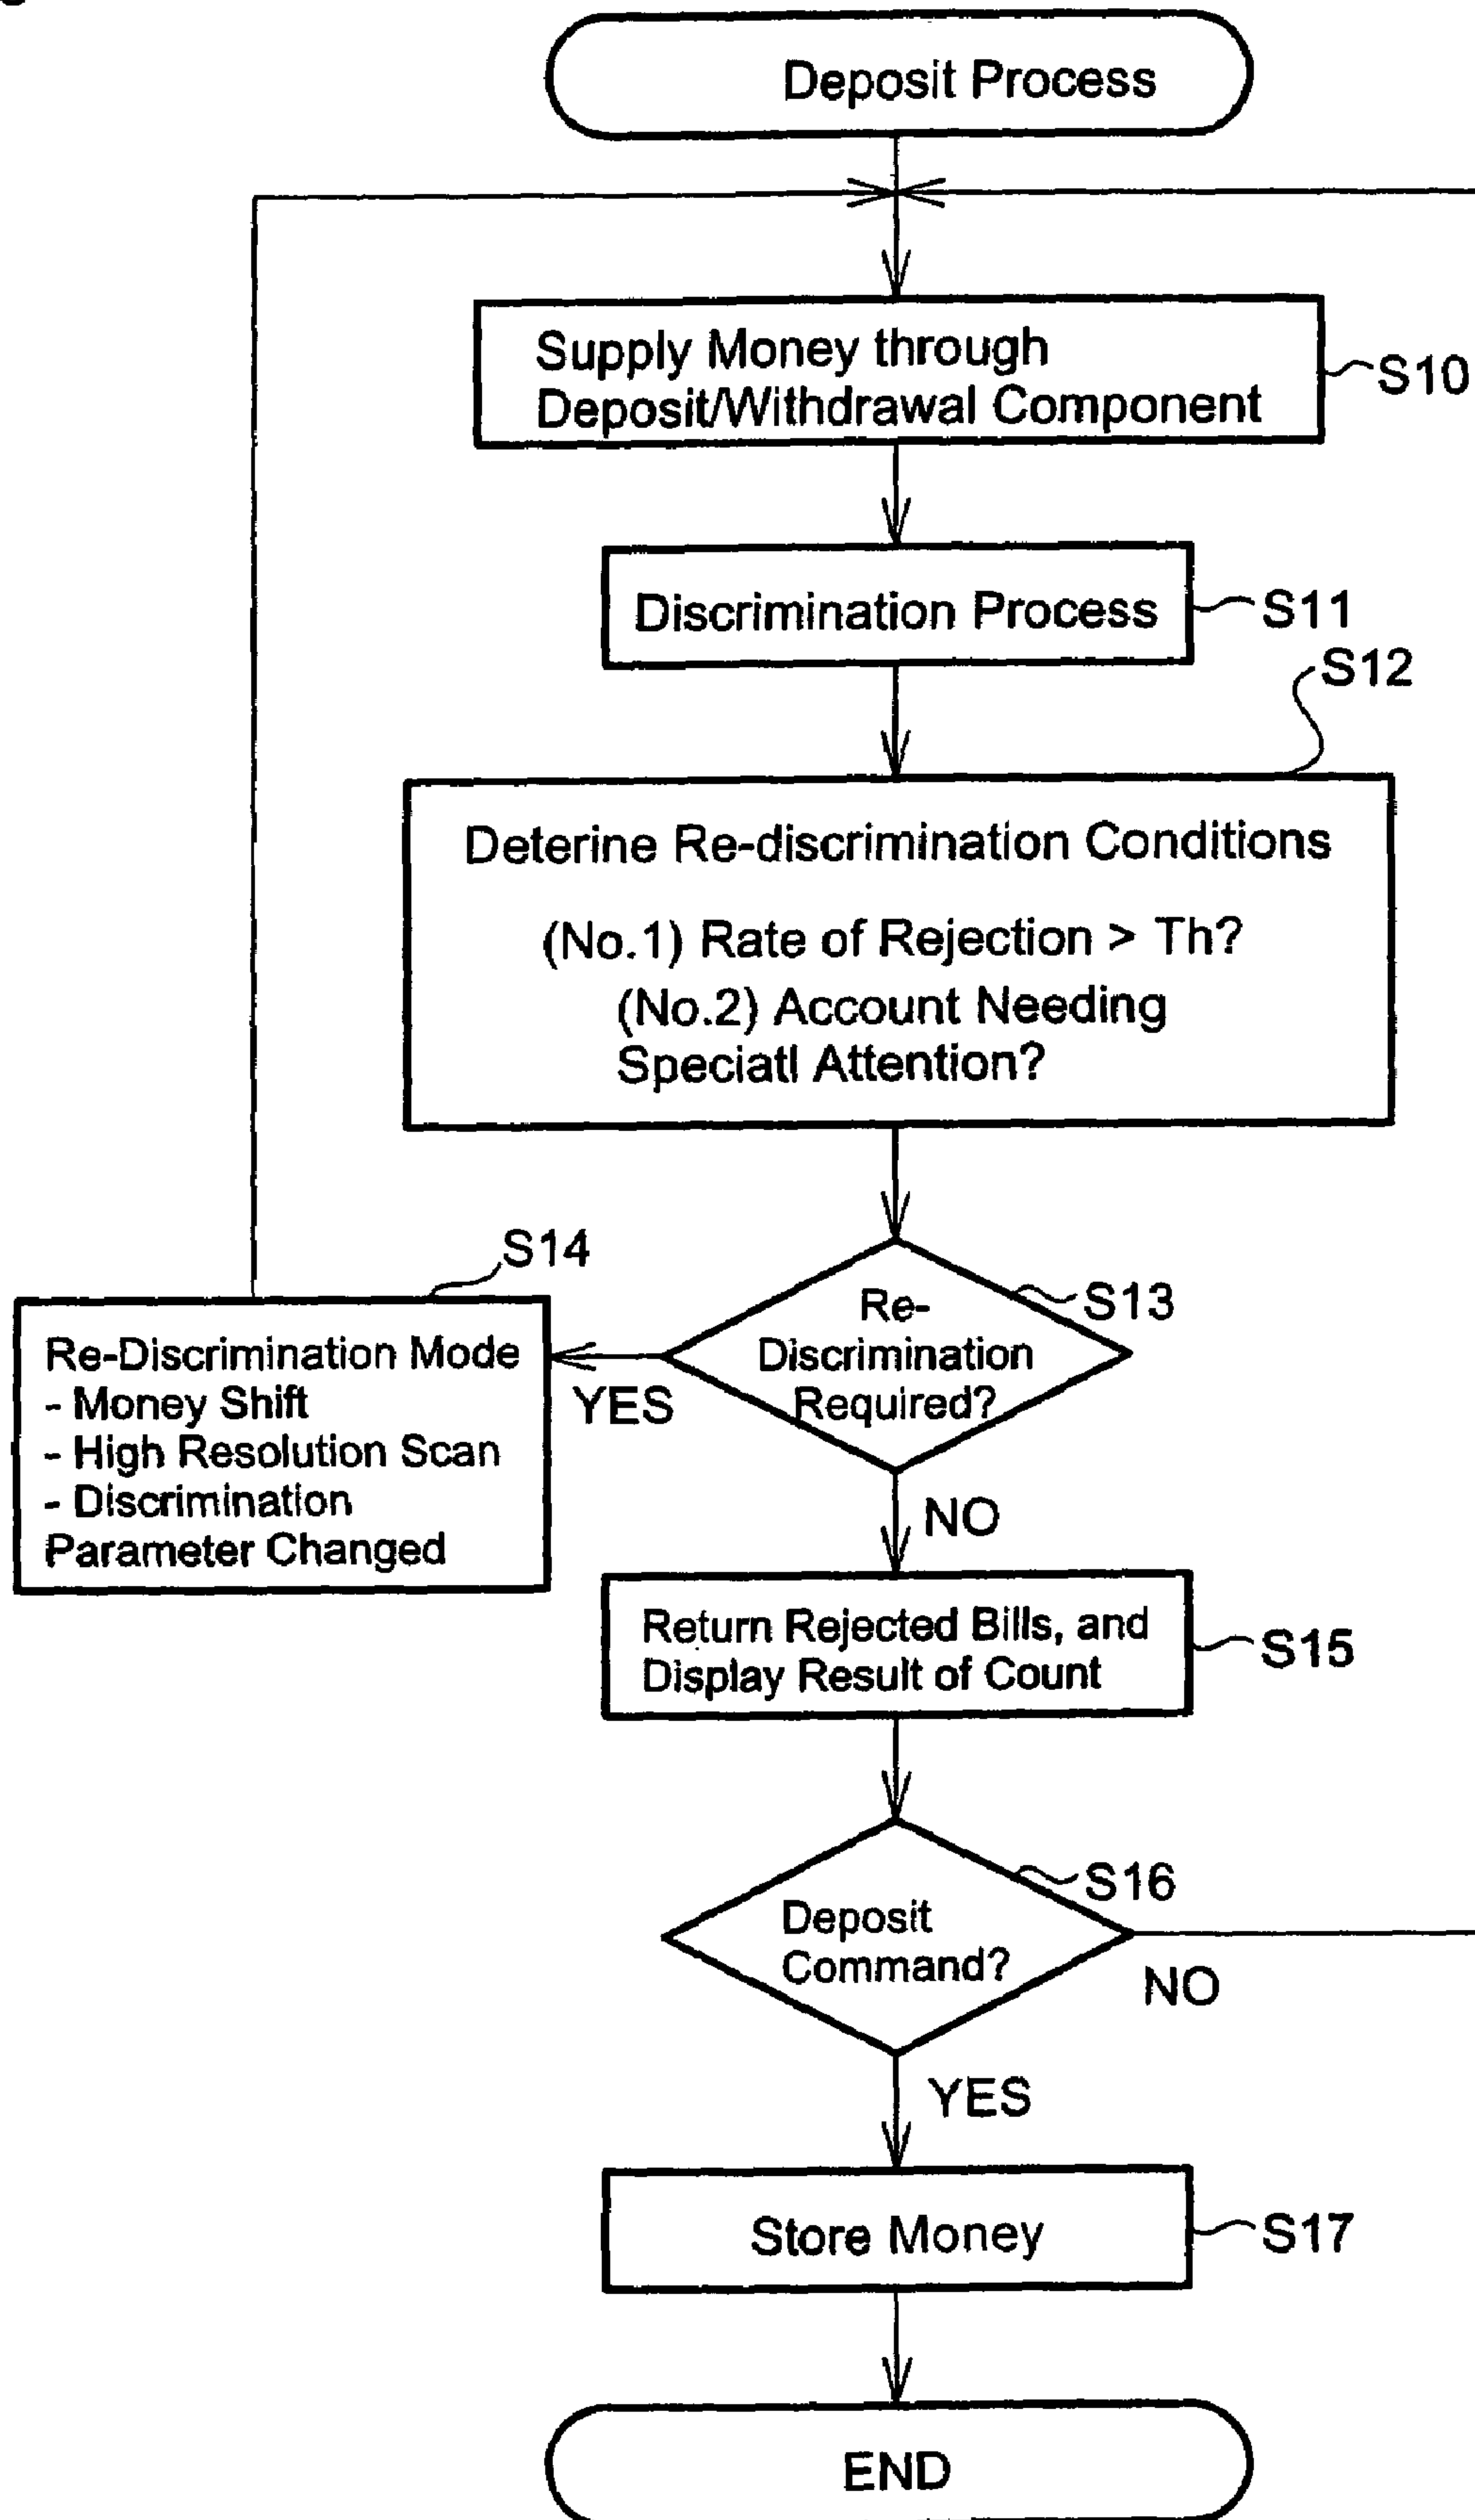 Deposit Process
Supply Money through
Deposit/Withdrawal Component
S10
Discrimination Process
S11
S12
Deterine Re-discrimination Conditions
(No.1) Rate of Rejection > Th?
(No.2) Account Needing
Speciatl Attention?
S14
S13
Re-
Discrimination
Required?
YES
Re-Discrimination Mode
- Money Shift
- High Resolution Scan
- Discrimination
Parameter Changed
NO
Return Rejected Bills, and
Display Result of Count
S15
S16
Deposit
Command?
NO
YES
Store Money
S17
END